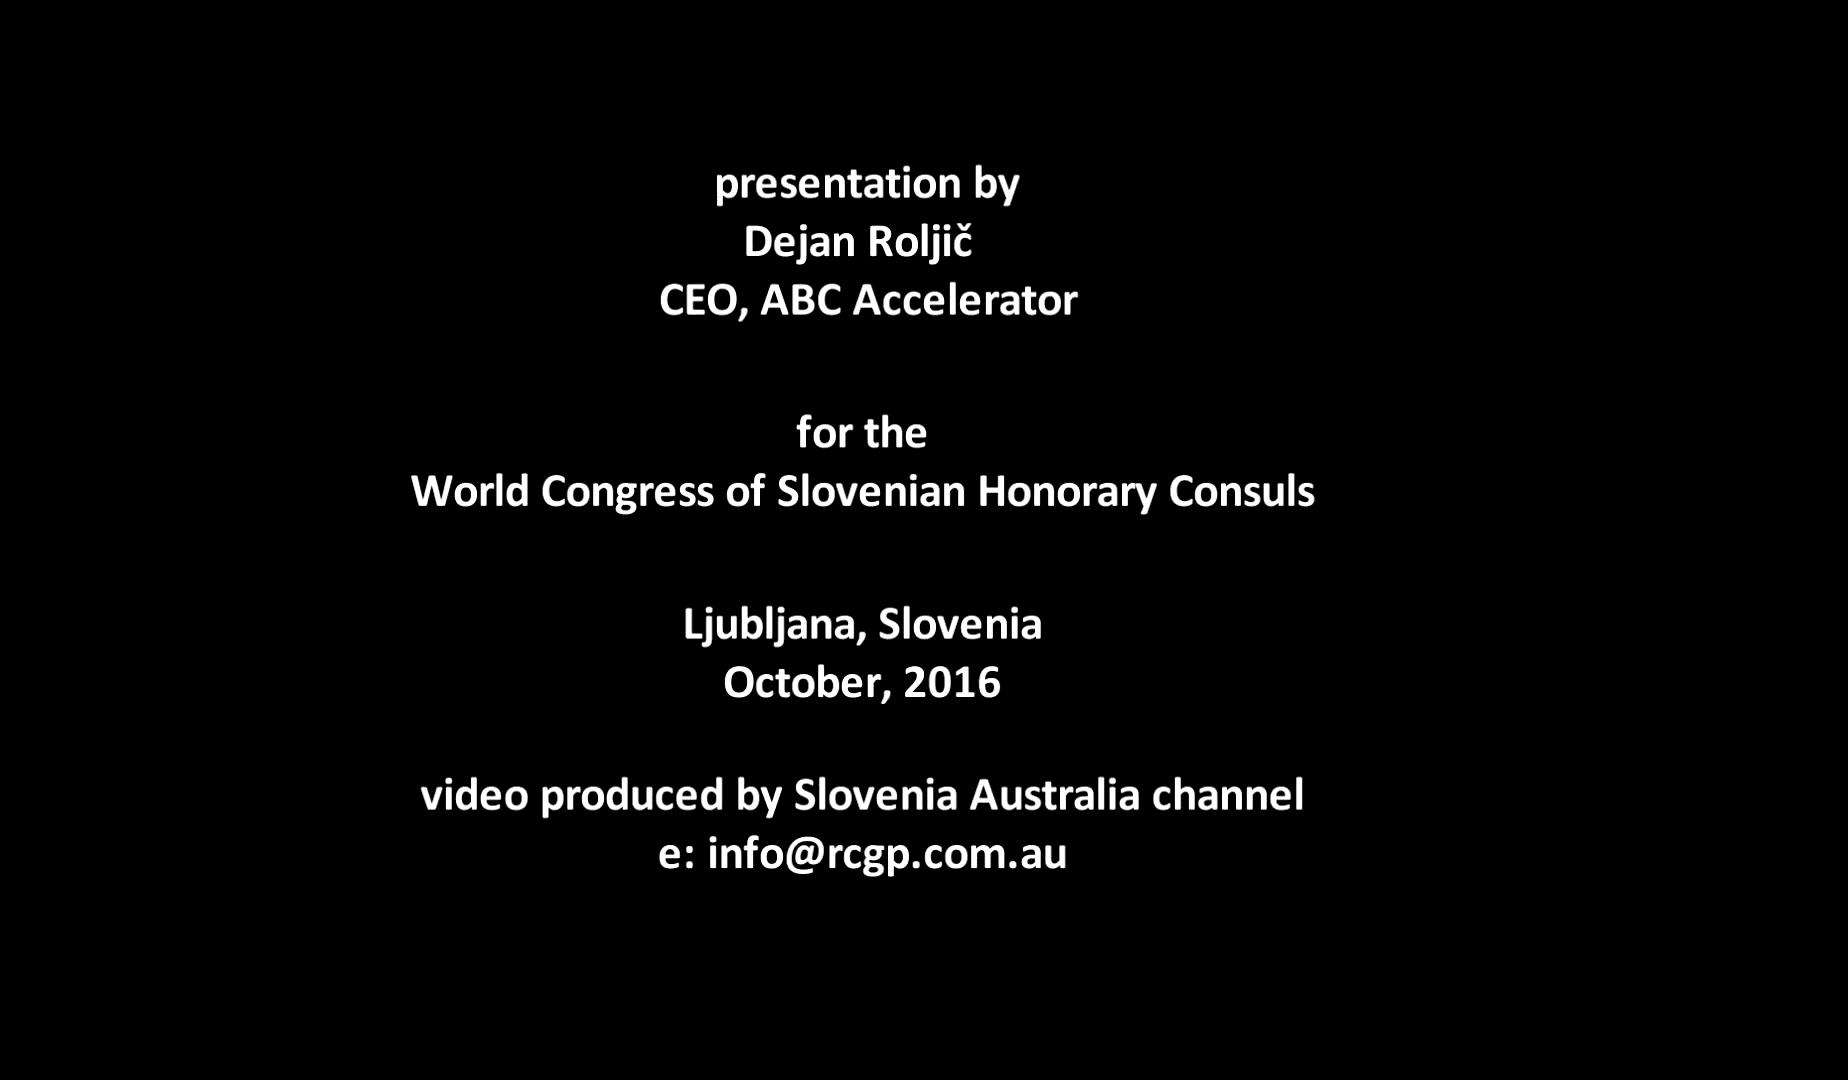 presentation by
Dejan Roljič
CEO, ABC Accelerator
for the
World Congress of Slovenian Honorary Consuls
Ljubljana, Slovenia
October, 2016
video produced by Slovenia Australia channel
e: info@rcgp.com.au